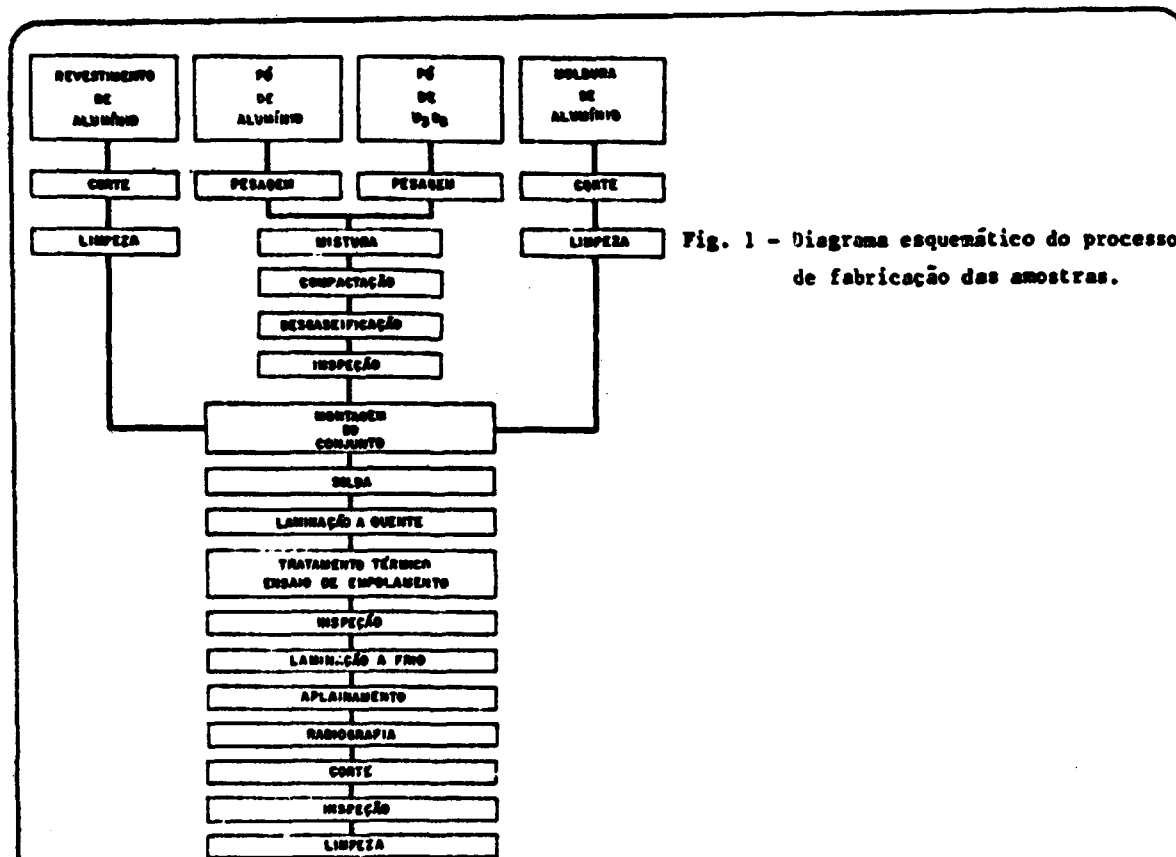 REVESTIMENTO
DE
ALUMÍNIO
PÓ
DE
ALUMÍNIO
PÓ
DE
U3O8
MOLDURA
DE
ALUMÍNIO
CORTE
PESAGEM
PESAGEM
CORTE
LIMPEZA
MISTURA
LIMPEZA
Fig. 1 - Diagrama esquemático do processo
de fabricação das amostras.
COMPACTAÇÃO
DESGASEIFICAÇÃO
INSPEÇÃO
MONTAGEM
DO
CONJUNTO
SOLDA
LAMINAÇÃO A QUENTE
TRATAMENTO TÉRMICA
ENSAIO DE EMPOLAMENTO
INSPEÇÃO
LAMINAÇÃO A FRIO
APLAINAMENTO
RADIOGRAFIA
CORTE
INSPEÇÃO
LIMPEZA